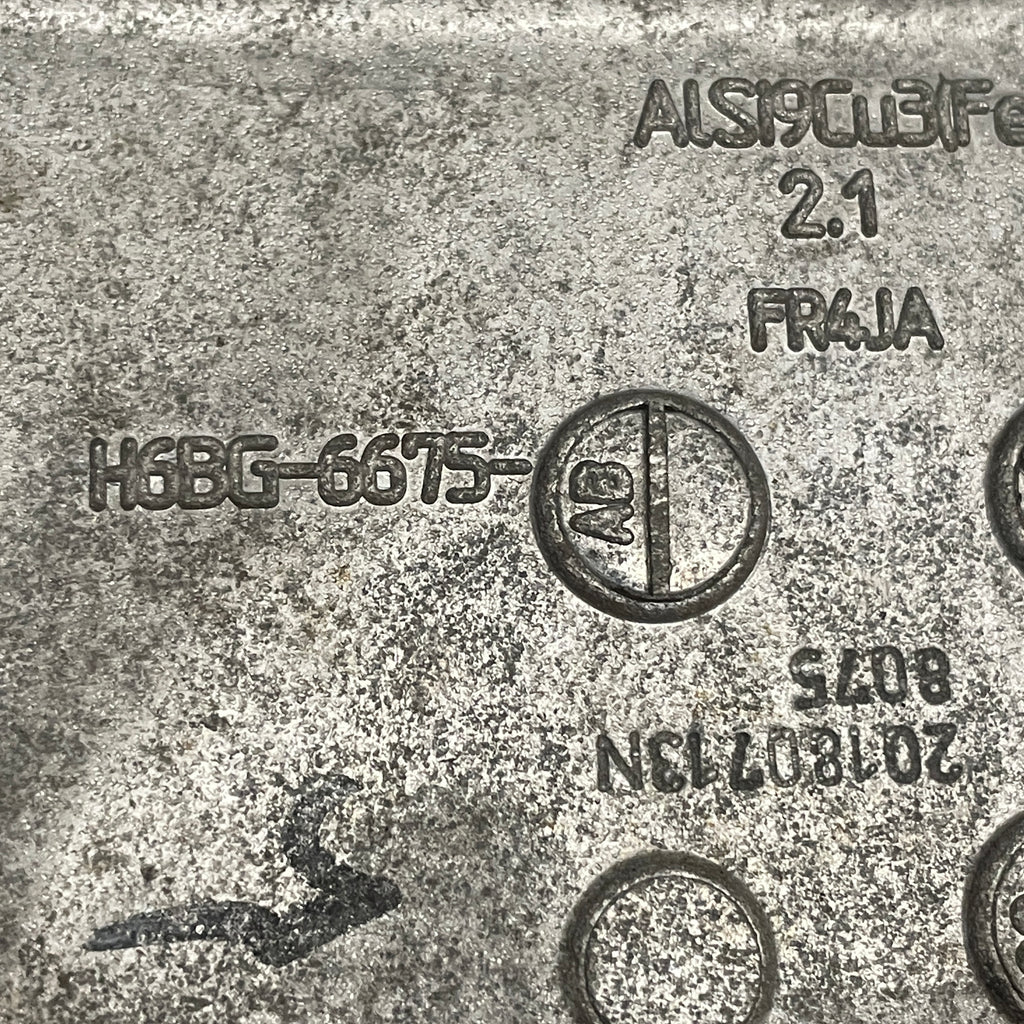 ALSI9Cu3(Fe
2.1
FR4JA
H6BG-6675-
AB
8075
20180713N